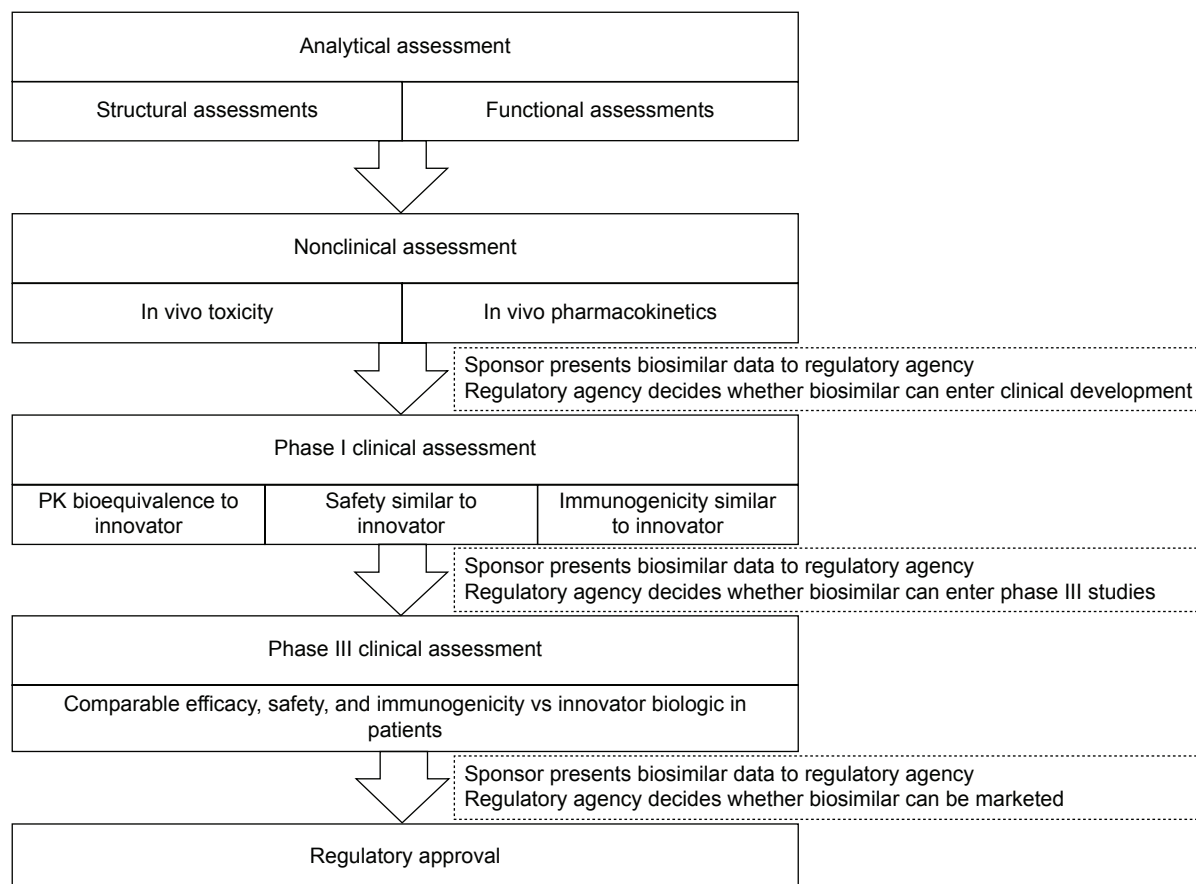 Analytical assessment
Structural assessments
Functional assessments
Nonclinical assessment
In vivo toxicity
In vivo pharmacokinetics
Sponsor presents biosimilar data to regulatory agency
Regulatory agency decides whether biosimilar can enter clinical development
Phase I clinical assessment
PK bioequivalence to
innovator
Safety similar to
innovator
Immunogenicity similar
to innovator
Sponsor presents biosimilar data to regulatory agency
Regulatory agency decides whether biosimilar can enter phase III studies
Phase III clinical assessment
Comparable efficacy, safety, and immunogenicity vs innovator biologic in
patients
Sponsor presents biosimilar data to regulatory agency
Regulatory agency decides whether biosimilar can be marketed
Regulatory approval